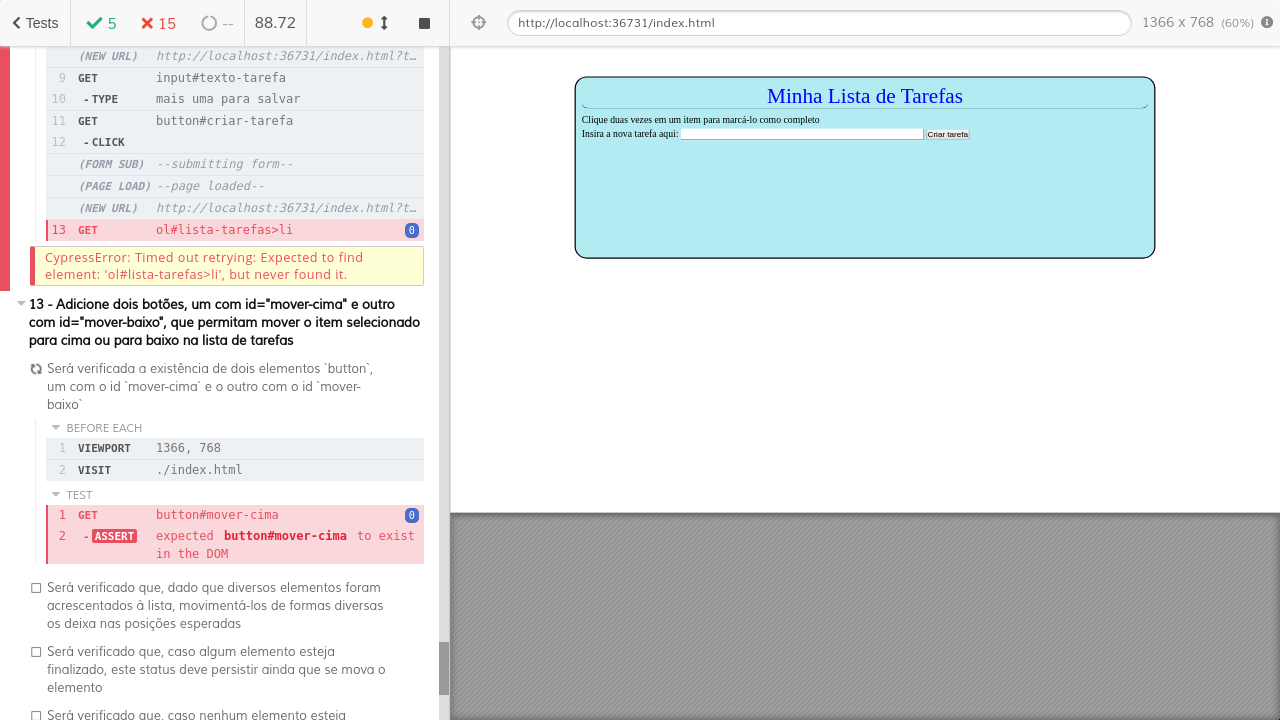 Tests
5
15
--
88.72
http://localhost:36731/index.html
1366 x 768 (60%)
(NEW URL) http://localhost:36731/index.html?t…
9 GET input#texto-tarefa
10 -TYPE mais uma para salvar
11 GET button#criar-tarefa
12 -CLICK
(FORM SUB) --submitting form--
(PAGE LOAD) --page loaded--
(NEW URL) http://localhost:36731/index.html?t…
13 GET ol#lista-tarefas>li 0
CypressError: Timed out retrying: Expected to find
element: 'ol#lista-tarefas>li', but never found it.
13 - Adicione dois botões, um com id="mover-cima" e outro
com id="mover-baixo", que permitam mover o item selecionado
para cima ou para baixo na lista de tarefas
Será verificada a existência de dois elementos `button`,
um com o id `mover-cima` e o outro com o id `mover-
baixo`
BEFORE EACH
1 VIEWPORT 1366, 768
2 VISIT ./index.html
TEST
1 GET button#mover-cima 0
2 -ASSERT expected button#mover-cima to exist
in the DOM
Será verificado que, dado que diversos elementos foram
acrescentados à lista, movimentá-los de formas diversas
os deixa nas posições esperadas
Será verificado que, caso algum elemento esteja
finalizado, este status deve persistir ainda que se mova o
elemento
Será verificado que, caso nenhum elemento esteja
Minha Lista de Tarefas
Clique duas vezes em um item para marcá-lo como completo
Insira a nova tarefa aqui: Criar tarefa